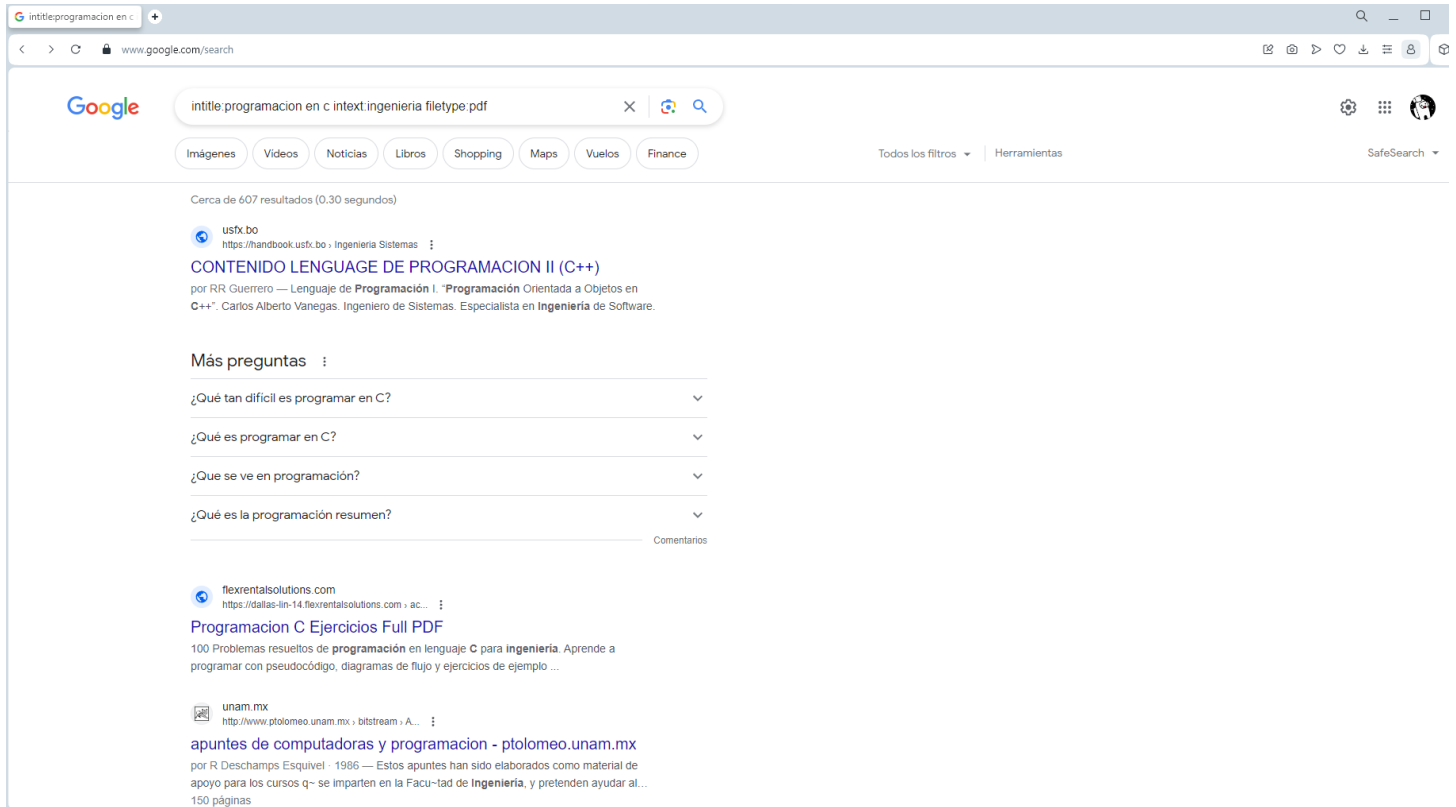 intitle:programacion en c
www.google.com/search
Google
intitle:programacion en c intext:ingenieria filetype:pdf
Imágenes Vídeos Noticias Libros Shopping Maps Vuelos Finance Todos los filtros Herramientas SafeSearch
Cerca de 607 resultados (0.30 segundos)
usfx.bo
https://handbook.usfx.bo › Ingenieria Sistemas
CONTENIDO LENGUAGE DE PROGRAMACION II (C++)
por RR Guerrero — Lenguaje de Programación I. “Programación Orientada a Objetos en
C++”. Carlos Alberto Vanegas. Ingeniero de Sistemas. Especialista en Ingeniería de Software.
Más preguntas
¿Qué tan difícil es programar en C?
¿Qué es programar en C?
¿Que se ve en programación?
¿Qué es la programación resumen?
Comentarios
flexrentalsolutions.com
https://dallas-lin-14.flexrentalsolutions.com › ac...
Programacion C Ejercicios Full PDF
100 Problemas resueltos de programación en lenguaje C para ingeniería. Aprende a
programar con pseudocódigo, diagramas de flujo y ejercicios de ejemplo ...
unam.mx
http://www.ptolomeo.unam.mx › bitstream › A...
apuntes de computadoras y programacion - ptolomeo.unam.mx
por R Deschamps Esquivel · 1986 — Estos apuntes han sido elaborados como material de
apoyo para los cursos q~ se imparten en la Facu~tad de Ingeniería, y pretenden ayudar al...
150 páginas